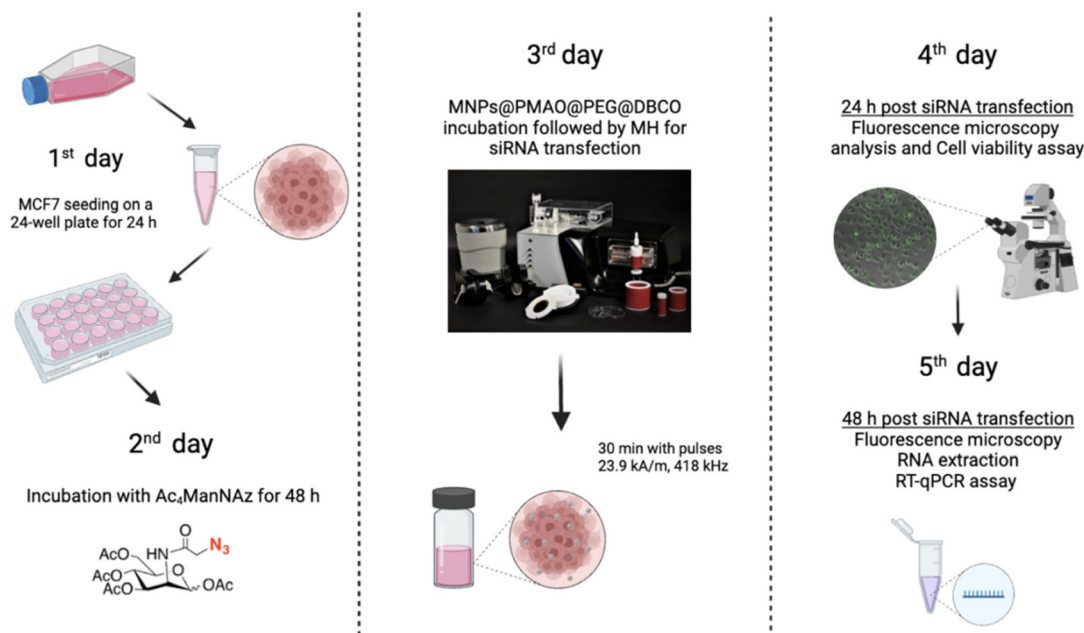 1st day
MCF7 seeding on a
24-well plate for 24 h
2nd day
Incubation with Ac₄ManNAz for 48 h
O
N₃
HN
AcO
O
AcO
AcO
OAc
3rd day
MNPs@PMAO@PEG@DBCO
incubation followed by MH for
siRNA transfection
30 min with pulses
23.9 kA/m, 418 kHz
4th day
24 h post siRNA transfection
Fluorescence microscopy
analysis and Cell viability assay
5th day
48 h post siRNA transfection
Fluorescence microscopy
RNA extraction
RT-qPCR assay